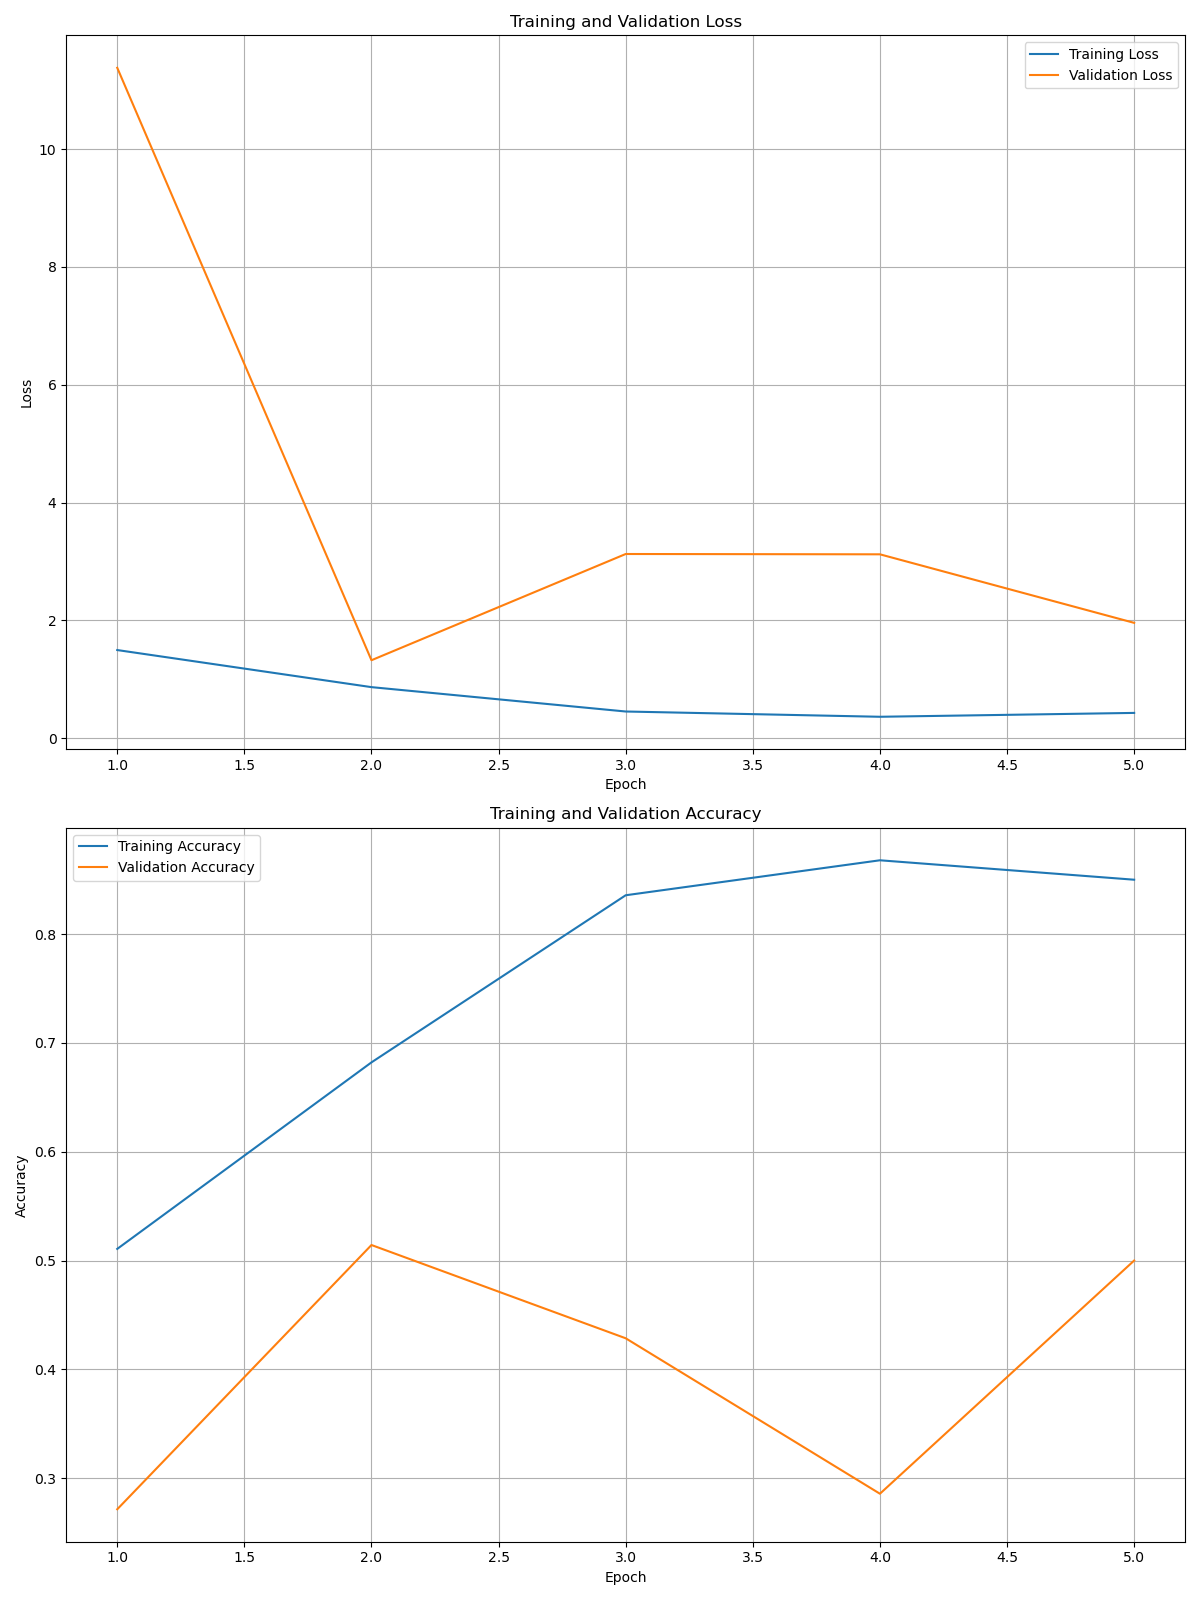 Training and Validation Loss
Training Loss
Validation Loss
10
8
6
4
2
0
Loss
1.0 1.5 2.0 2.5 3.0 3.5 4.0 4.5 5.0
Epoch
Training and Validation Accuracy
Training Accuracy
Validation Accuracy
0.8
0.7
0.6
0.5
0.4
0.3
Accuracy
1.0 1.5 2.0 2.5 3.0 3.5 4.0 4.5 5.0
Epoch